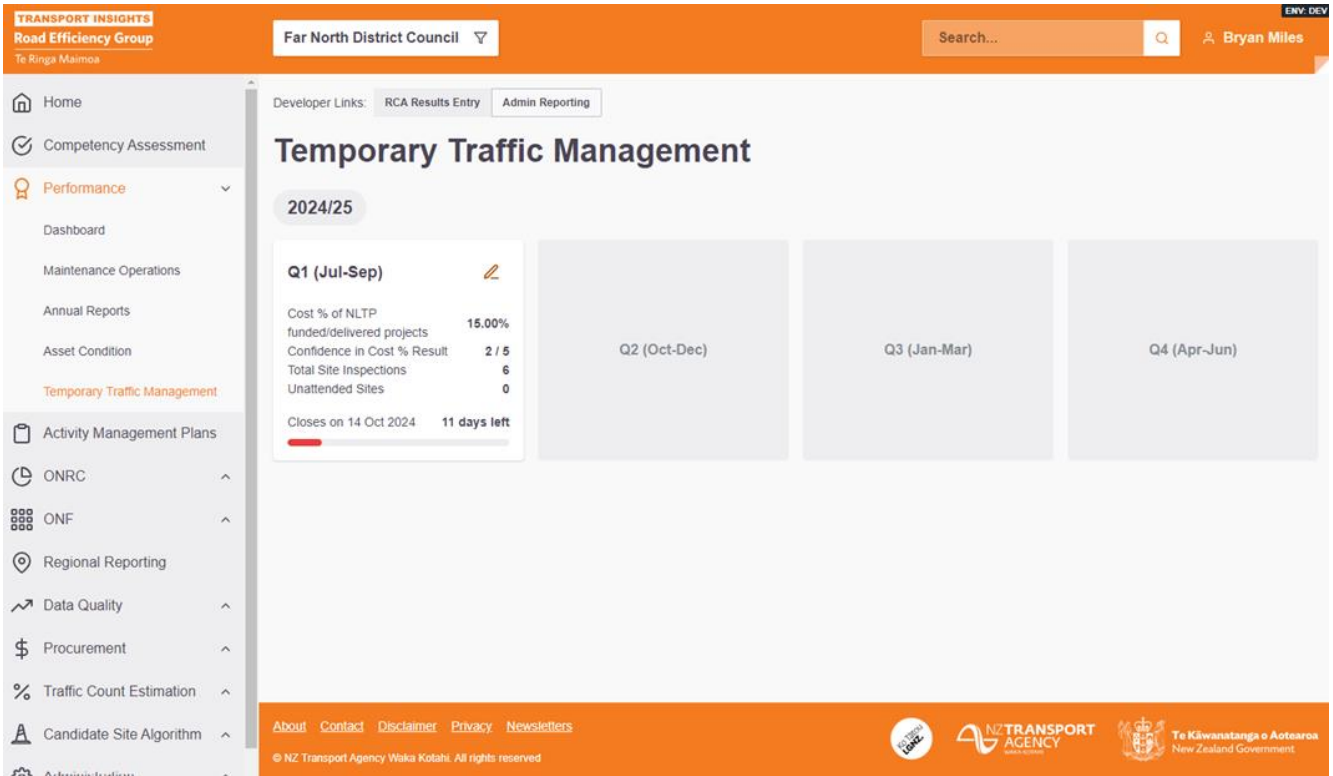 TRANSPORT INSIGHTS
Road Efficiency Group
Te Ringa Maimoa
Far North District Council
Search...
ENV: DEV
Bryan Miles
Home
Competency Assessment
Performance
Dashboard
Maintenance Operations
Annual Reports
Asset Condition
Temporary Traffic Management
Activity Management Plans
ONRC
ONF
Regional Reporting
Data Quality
Procurement
Traffic Count Estimation
Candidate Site Algorithm
Administration
Developer Links: RCA Results Entry Admin Reporting
Temporary Traffic Management
2024/25
Q1 (Jul-Sep)
Cost % of NLTP
funded/delivered projects 15.00%
Confidence in Cost % Result 2 / 5
Total Site Inspections 6
Unattended Sites 0
Closes on 14 Oct 2024 11 days left
Q2 (Oct-Dec)
Q3 (Jan-Mar)
Q4 (Apr-Jun)
About Contact Disclaimer Privacy Newsletters
© NZ Transport Agency Waka Kotahi. All rights reserved
LGNZ.
NZ TRANSPORT
AGENCY
WAKA KOTAHI
Te Kāwanatanga o Aotearoa
New Zealand Government